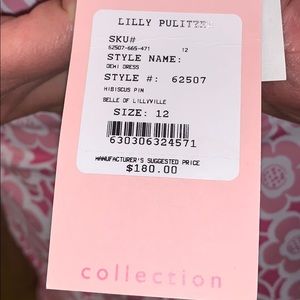 LILLY PULITZER
SKU#
62507-665-471 12
STYLE NAME:
DEMI DRESS
STYLE #: 62507
HIBISCUS PIN
BELLE OF LILLYVILLE
SIZE: 12
630306324571
MANUFACTURER'S SUGGESTED PRICE
$180.00
collection